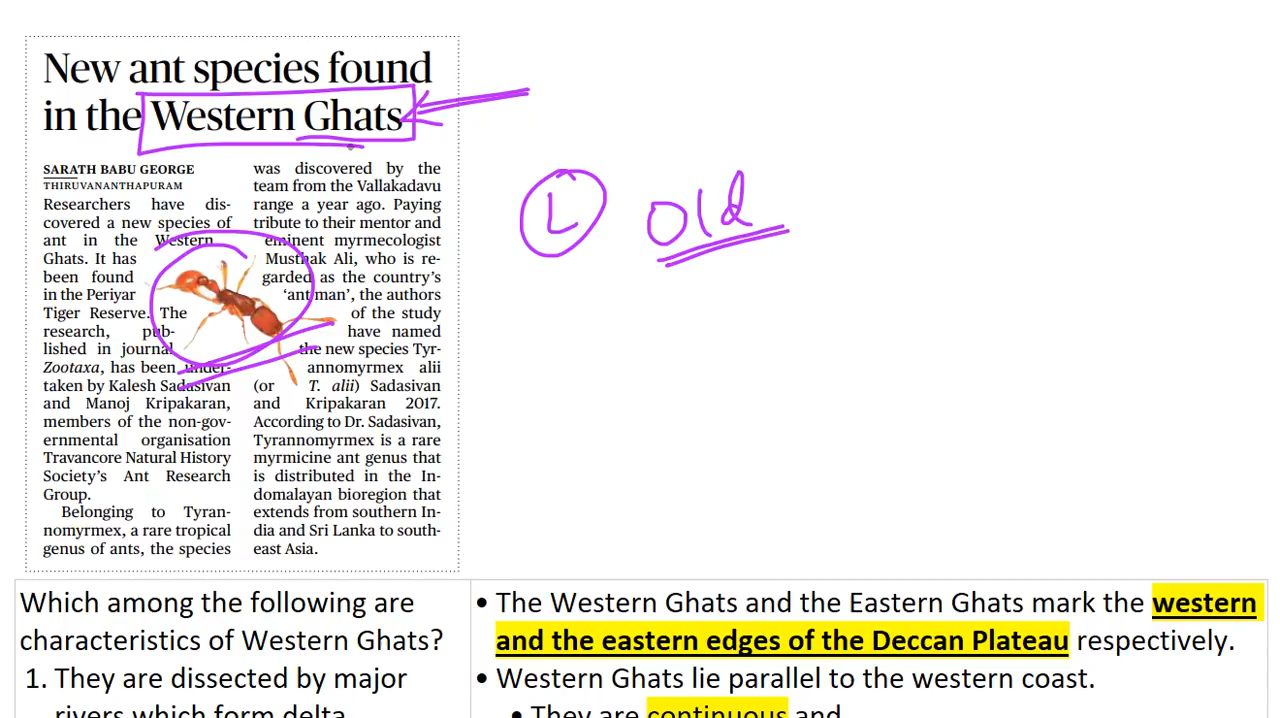 New ant species found
in the Western Ghats
SARATH BABU GEORGE
THIRUVANANTHAPURAM
Researchers have dis-
covered a new species of
ant in the Western
Ghats. It has
been found
in the Periyar
Tiger Reserve. The
research, pub-
lished in journal
Zootaxa, has been under-
taken by Kalesh Sadasivan
and Manoj Kripakaran,
members of the non-gov-
ernmental organisation
Travancore Natural History
Society's Ant Research
Group.
Belonging to Tyran-
nomyrmex, a rare tropical
genus of ants, the species
was discovered by the
team from the Vallakadavu
range a year ago. Paying
tribute to their mentor and
eminent myrmecologist
Musthak Ali, who is re-
garded as the country's
'ant man', the authors
of the study
have named
the new species Tyr-
annomyrmex alii
(or T. alii) Sadasivan
and Kripakaran 2017.
According to Dr. Sadasivan,
Tyrannomyrmex is a rare
myrmicine ant genus that
is distributed in the In-
domalayan bioregion that
extends from southern In-
dia and Sri Lanka to south-
east Asia.
old
Which among the following are
characteristics of Western Ghats?
1. They are dissected by major
rivers which form delta
• The Western Ghats and the Eastern Ghats mark the western
and the eastern edges of the Deccan Plateau respectively.
• Western Ghats lie parallel to the western coast.
• They are continuous and